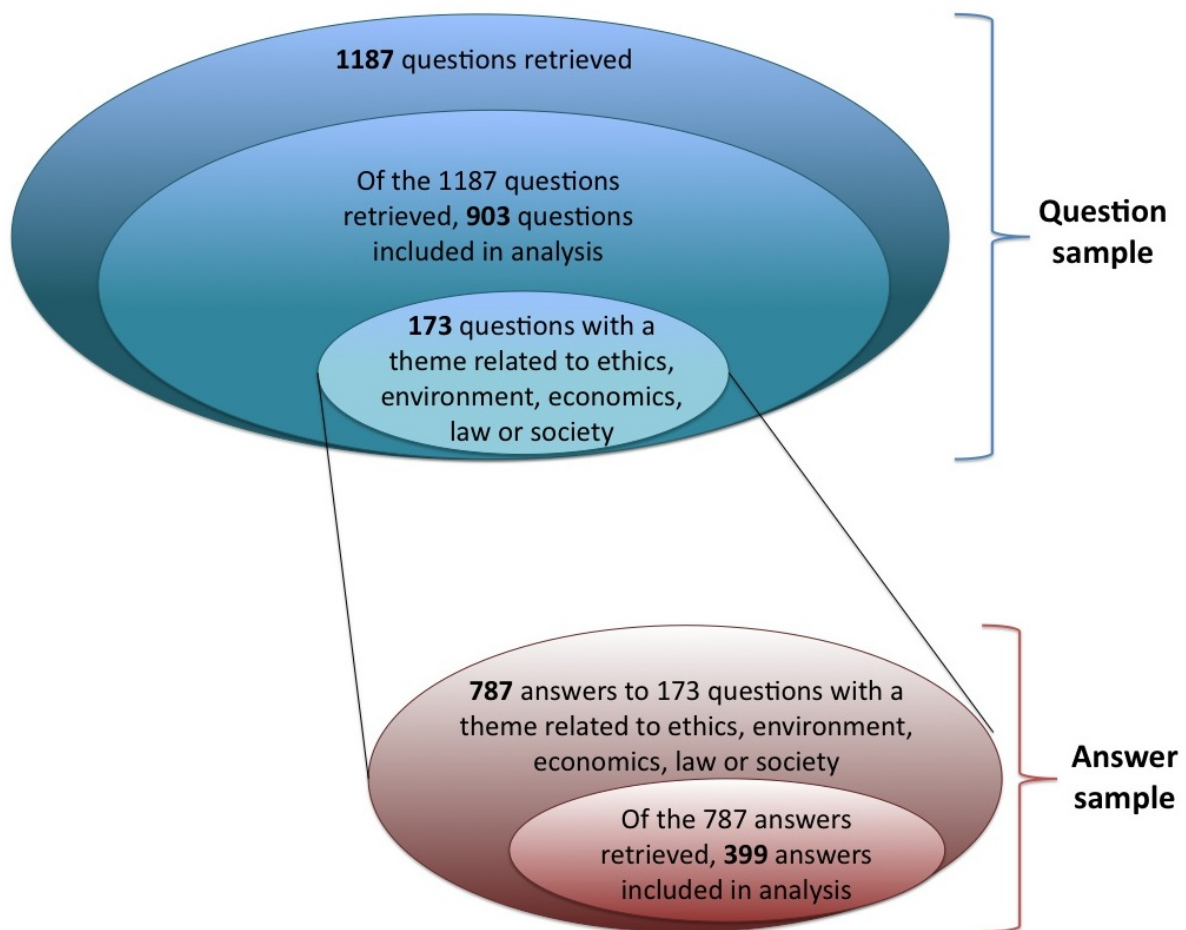 1187 questions retrieved
Of the 1187 questions
retrieved, 903 questions
included in analysis
173 questions with a
theme related to ethics,
environment, economics,
law or society
Question
sample
787 answers to 173 questions with a
theme related to ethics, environment,
economics, law or society
Of the 787 answers
retrieved, 399 answers
included in analysis
Answer
sample